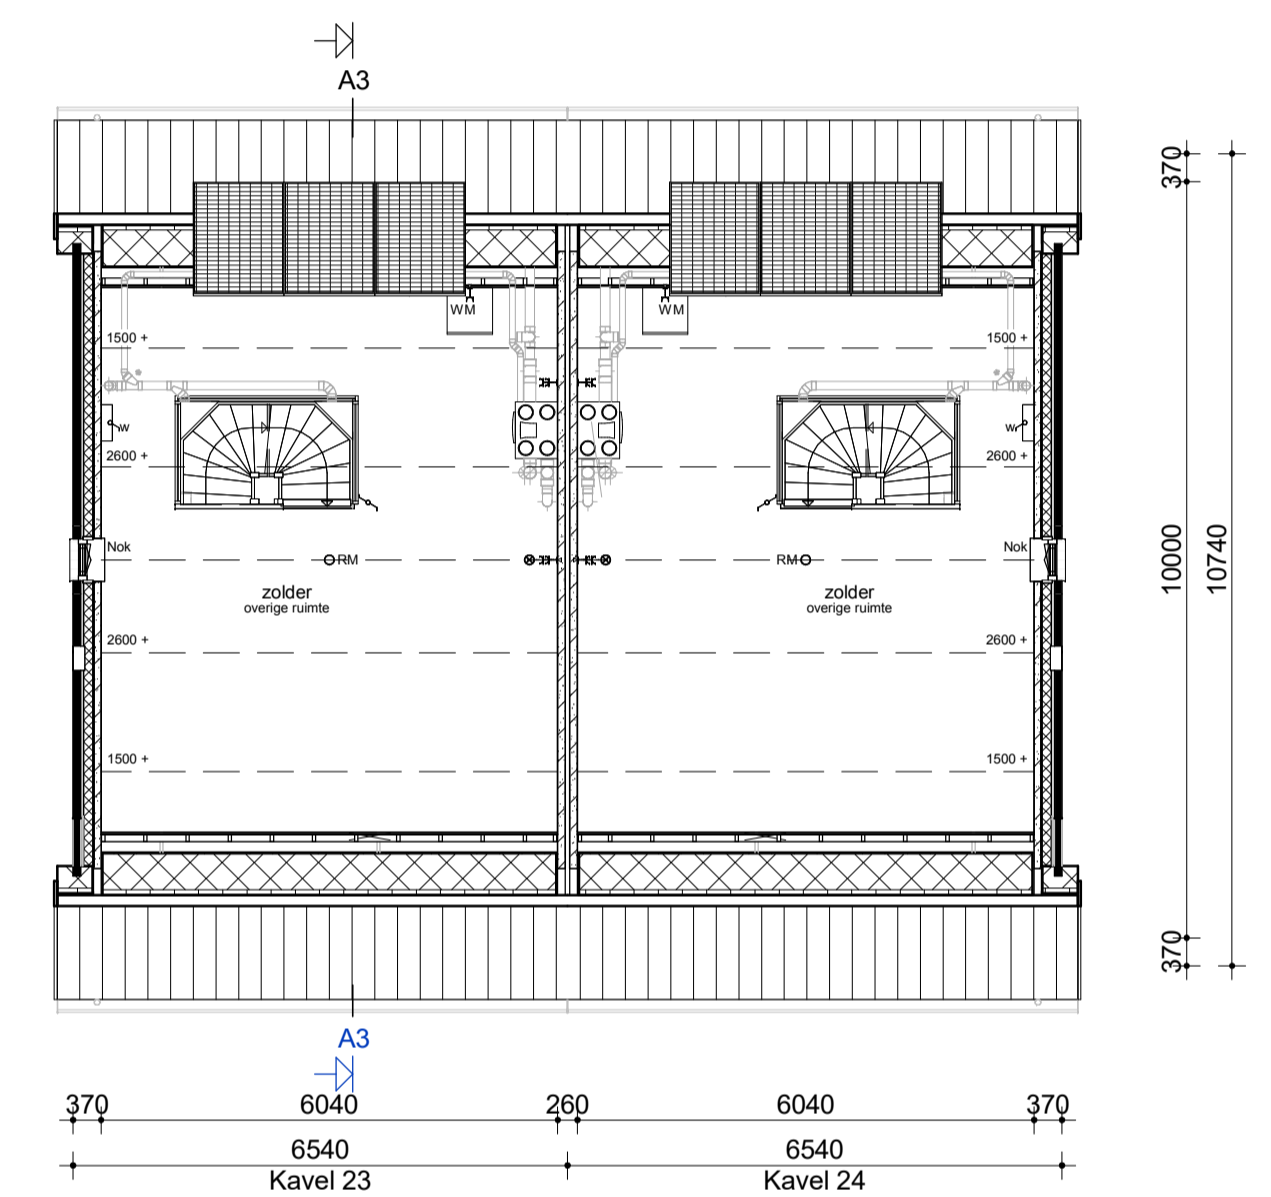 A3
370
WM
WM
1500 +
1500 +
w
w
2600 +
2600 +
Nok
Nok
RM
RM
10000
10740
zolder
overige ruimte
zolder
overige ruimte
2600 +
2600 +
1500 +
1500 +
370
A3
370
6040
260
6040
370
6540
6540
Kavel 23
Kavel 24